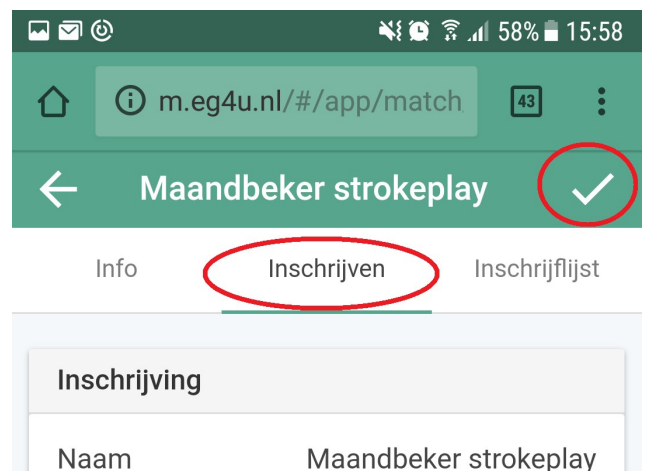 58% 15:58
m.eg4u.nl/#/app/match
43
Maandbeker strokeplay
Info Inschrijven Inschrijflijst
Inschrijving
Naam Maandbeker strokeplay